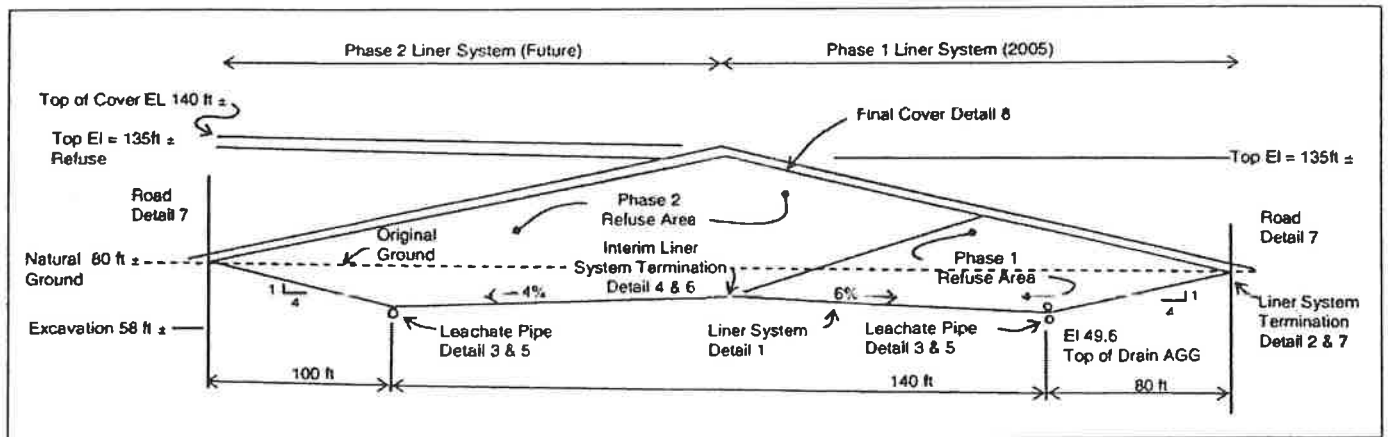 Phase 2 Liner System (Future)
Phase 1 Liner System (2005)
Top of Cover EL 140 ft ±
Top El = 135ft ±
Refuse
Final Cover Detail 8
Top El = 135ft ±
Road
Detail 7
Phase 2
Refuse Area
Road
Detail 7
Original
Ground
Natural 80 ft ±
Ground
Interim Liner
System Termination
Detail 4 & 6
Phase 1
Refuse Area
1
4
– 4%
6%
1
4
Excavation 58 ft ±
Leachate Pipe
Detail 3 & 5
Liner System
Detail 1
Leachate Pipe
Detail 3 & 5
El 49.6
Top of Drain AGG
Liner System
Termination
Detail 2 & 7
100 ft
140 ft
80 ft